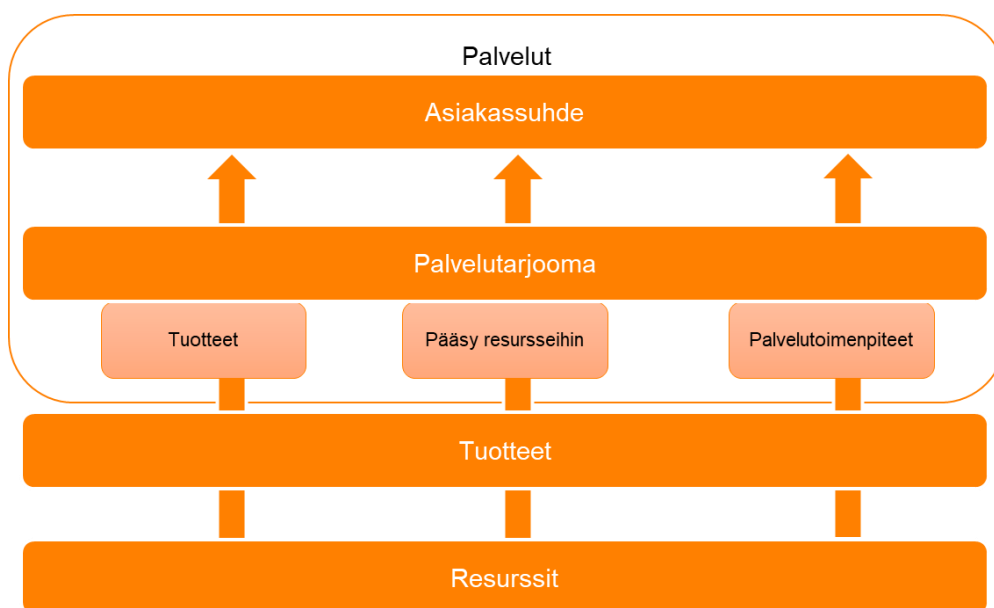 Palvelut
Asiakassuhde
Palvelutarjooma
Tuotteet
Pääsy resursseihin
Palvelutoimenpiteet
Tuotteet
Resurssit